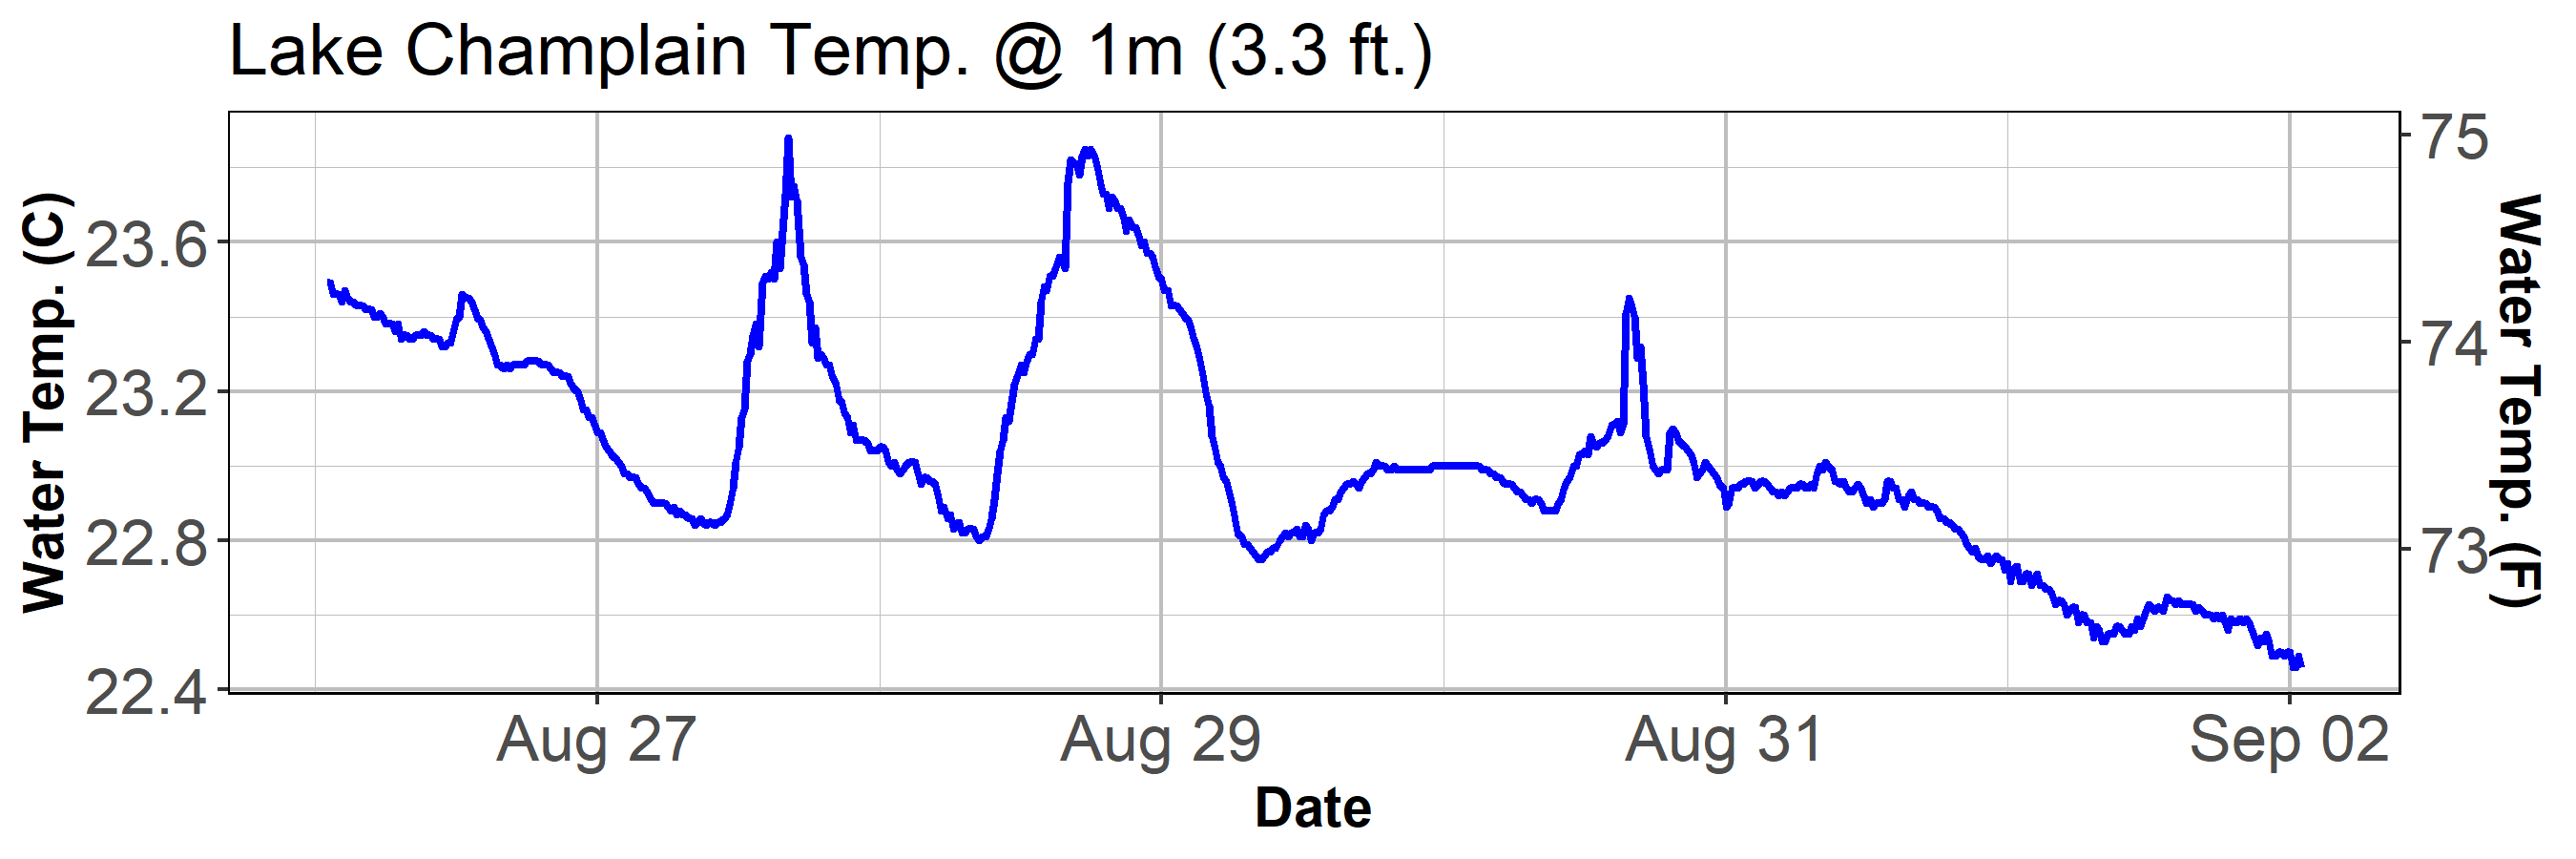 Lake Champlain Temp. @ 1m (3.3 ft.)
Water Temp. (C)
23.6
23.2
22.8
22.4
75
74
73
Water Temp. (F)
Aug 27
Aug 29
Aug 31
Sep 02
Date